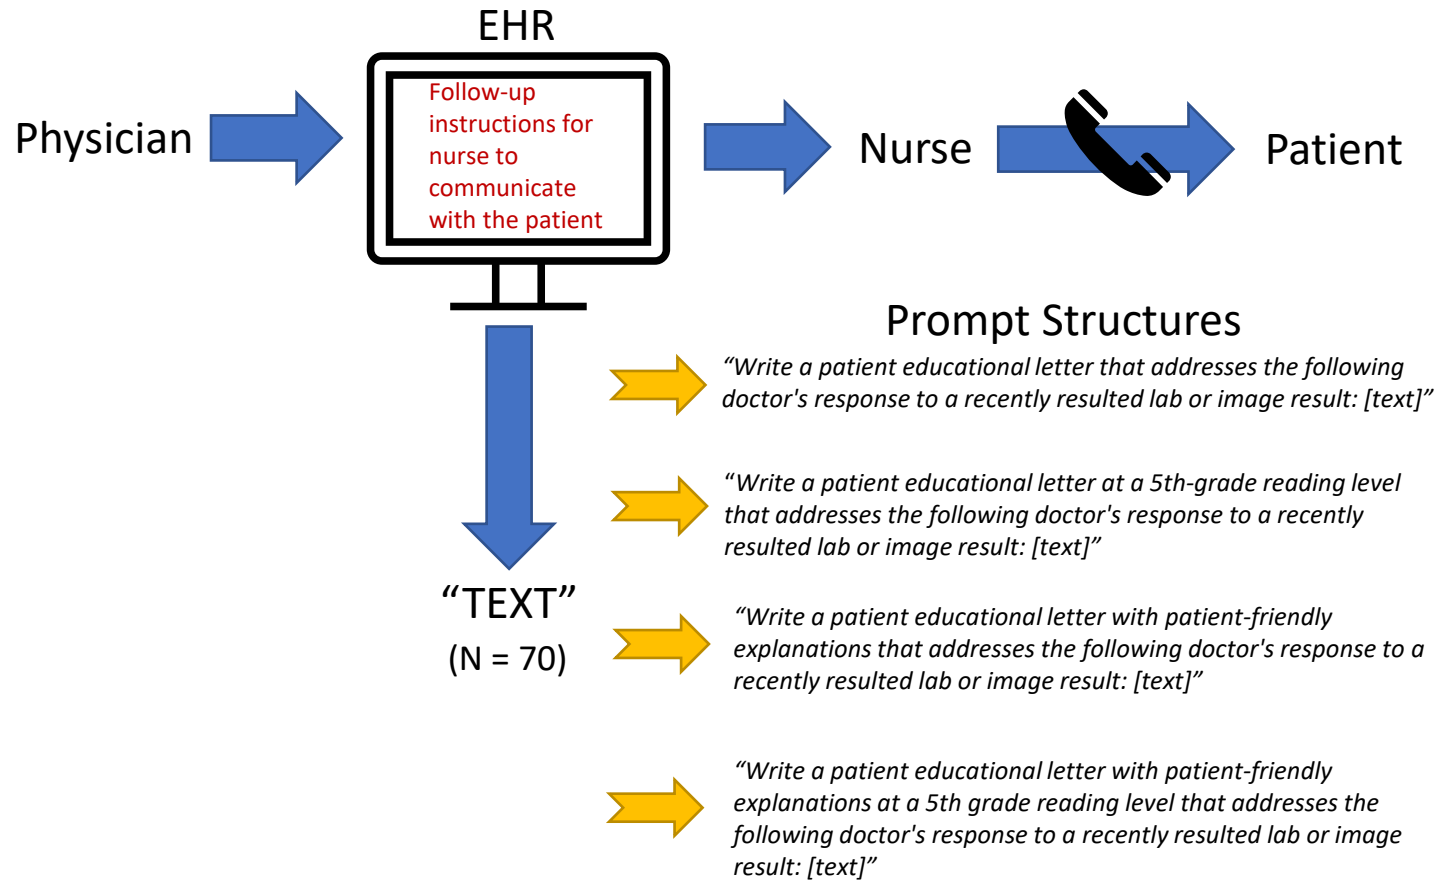 EHR
Physician
Follow-up
instructions for
nurse to
communicate
with the patient
Nurse
Patient
Prompt Structures
“Write a patient educational letter that addresses the following
doctor's response to a recently resulted lab or image result: [text]”
“Write a patient educational letter at a 5th-grade reading level
that addresses the following doctor's response to a recently
resulted lab or image result: [text]”
“TEXT”
(N = 70)
“Write a patient educational letter with patient-friendly
explanations that addresses the following doctor's response to a
recently resulted lab or image result: [text]”
“Write a patient educational letter with patient-friendly
explanations at a 5th grade reading level that addresses the
following doctor's response to a recently resulted lab or image
result: [text]”